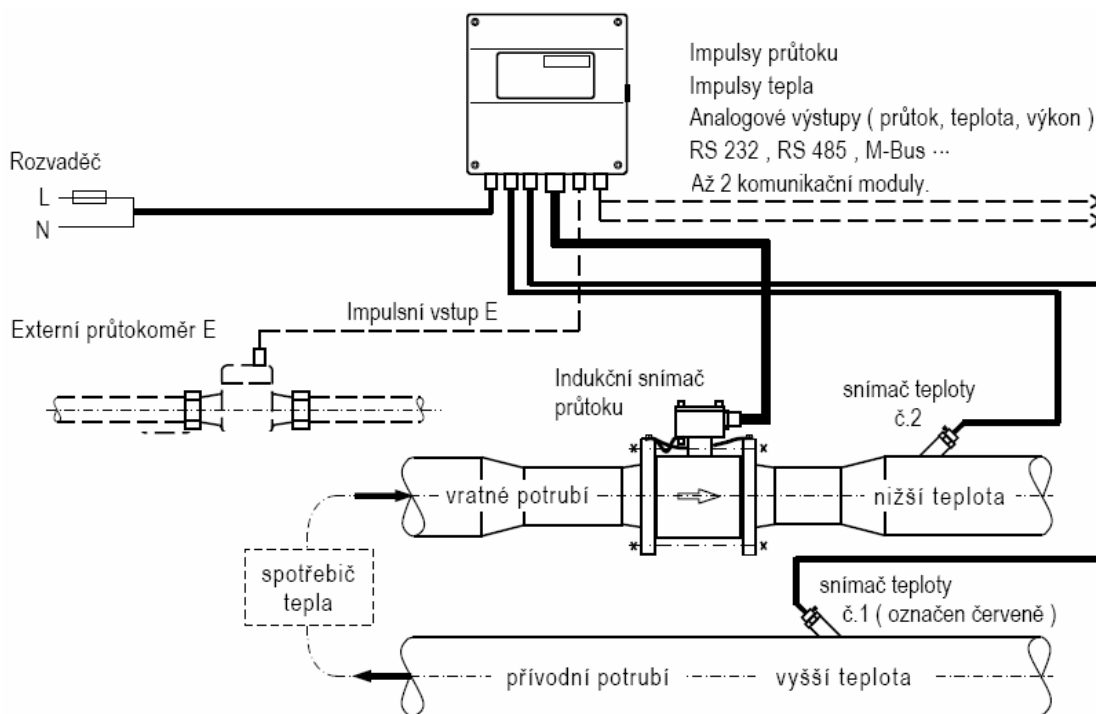 Impulsy průtoku
Impulsy tepla
Analogové výstupy ( průtok, teplota, výkon )
RS 232 , RS 485 , M-Bus ...
Až 2 komunikační moduly.
Rozvaděč
L
N
Impulsní vstup E
Externí průtokoměr E
Indukční snímač
průtoku
snímač teploty
č.2
vratné potrubí
nižší teplota
spotřebič
tepla
snímač teploty
č.1 ( označen červeně )
přívodní potrubí
vyšší teplota